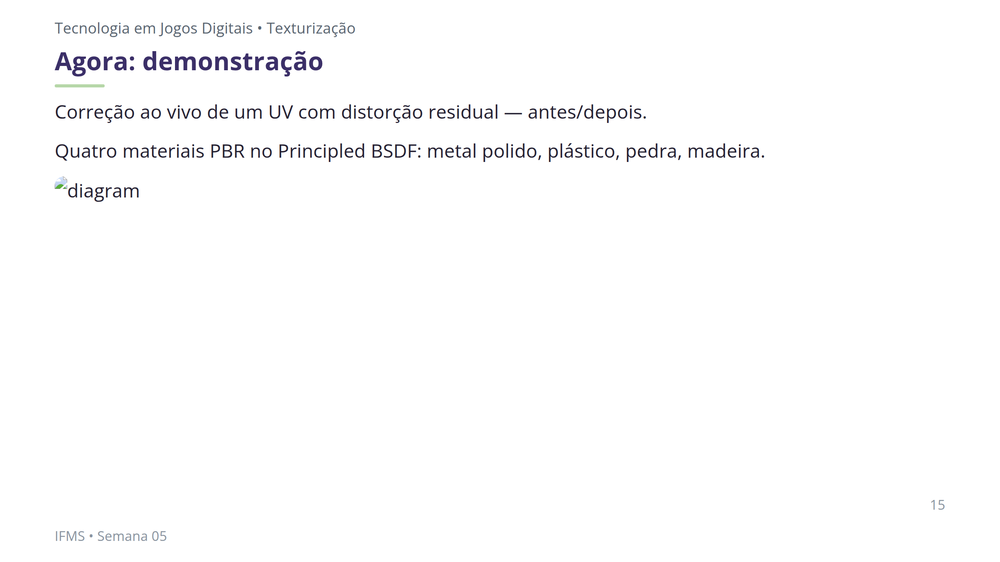 Tecnologia em Jogos Digitais • Texturização
Agora: demonstração
Correção ao vivo de um UV com distorção residual — antes/depois.
Quatro materiais PBR no Principled BSDF: metal polido, plástico, pedra, madeira.
diagram
15
IFMS • Semana 05